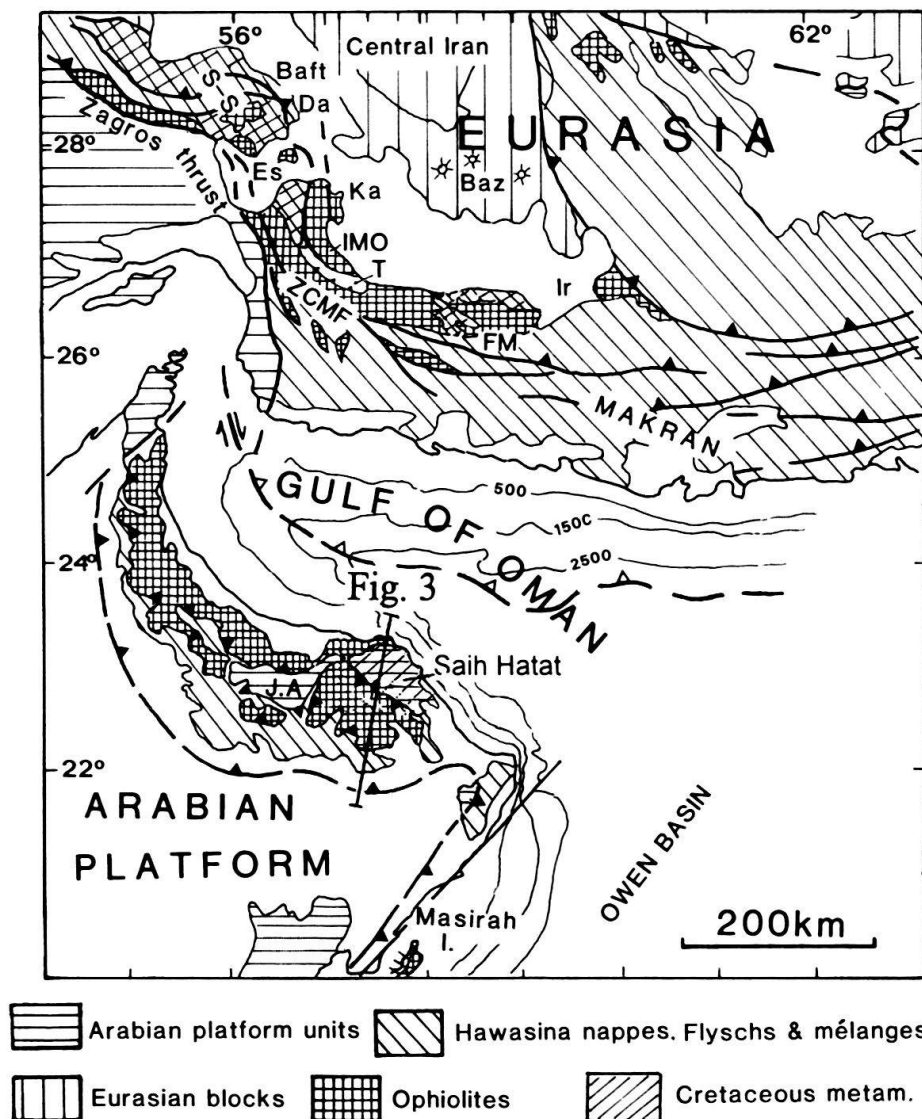 56°
62°
Central Iran
Baft
S-S
Da
EURASIA
Zagros thrust
28°
Es
Baz
Ka
IMO
T
Ir
ZCMF
FM
26°
MAKRAN
GULF OF OMAN
500
150C
2500
24°
Fig. 3
Saih Hatat
J.A
22°
ARABIAN
PLATFORM
OWEN BASIN
Masirah
I.
200km
Arabian platform units
Hawasina nappes. Flyschs & mélanges
Eurasian blocks
Ophiolites
Cretaceous metam.